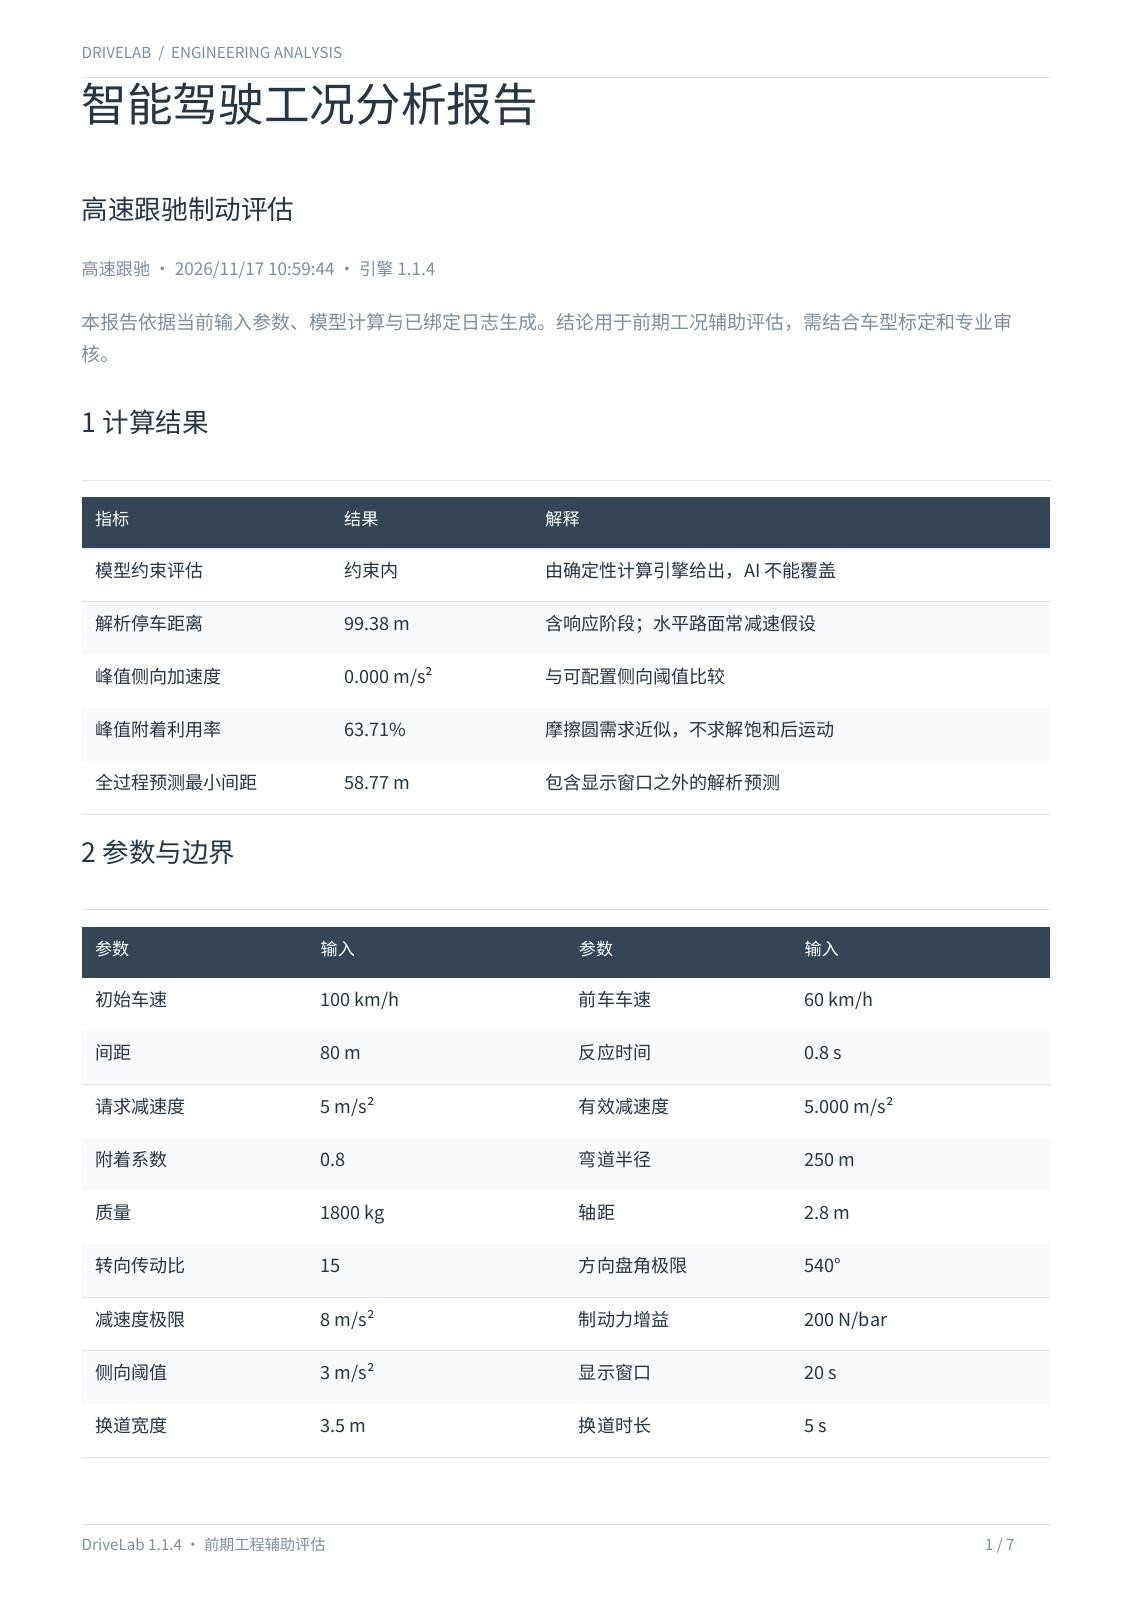 DRIVELAB / ENGINEERING ANALYSIS
智能驾驶工况分析报告
高速跟驰制动评估
高速跟驰 · 2026/11/17 10:59:44 · 引擎 1.1.4
本报告依据当前输入参数、模型计算与已绑定日志生成。结论用于前期工况辅助评估，需结合车型标定和专业审
核。
1 计算结果
指标 结果 解释
模型约束评估 约束内 由确定性计算引擎给出，AI 不能覆盖
解析停车距离 99.38 m 含响应阶段；水平路面常减速假设
峰值侧向加速度 0.000 m/s² 与可配置侧向阈值比较
峰值附着利用率 63.71% 摩擦圆需求近似，不求解饱和后运动
全过程预测最小间距 58.77 m 包含显示窗口之外的解析预测
2 参数与边界
参数 输入 参数 输入
初始车速 100 km/h 前车车速 60 km/h
间距 80 m 反应时间 0.8 s
请求减速度 5 m/s² 有效减速度 5.000 m/s²
附着系数 0.8 弯道半径 250 m
质量 1800 kg 轴距 2.8 m
转向传动比 15 方向盘角极限 540°
减速度极限 8 m/s² 制动力增益 200 N/bar
侧向阈值 3 m/s² 显示窗口 20 s
换道宽度 3.5 m 换道时长 5 s
DriveLab 1.1.4 · 前期工程辅助评估 1 / 7